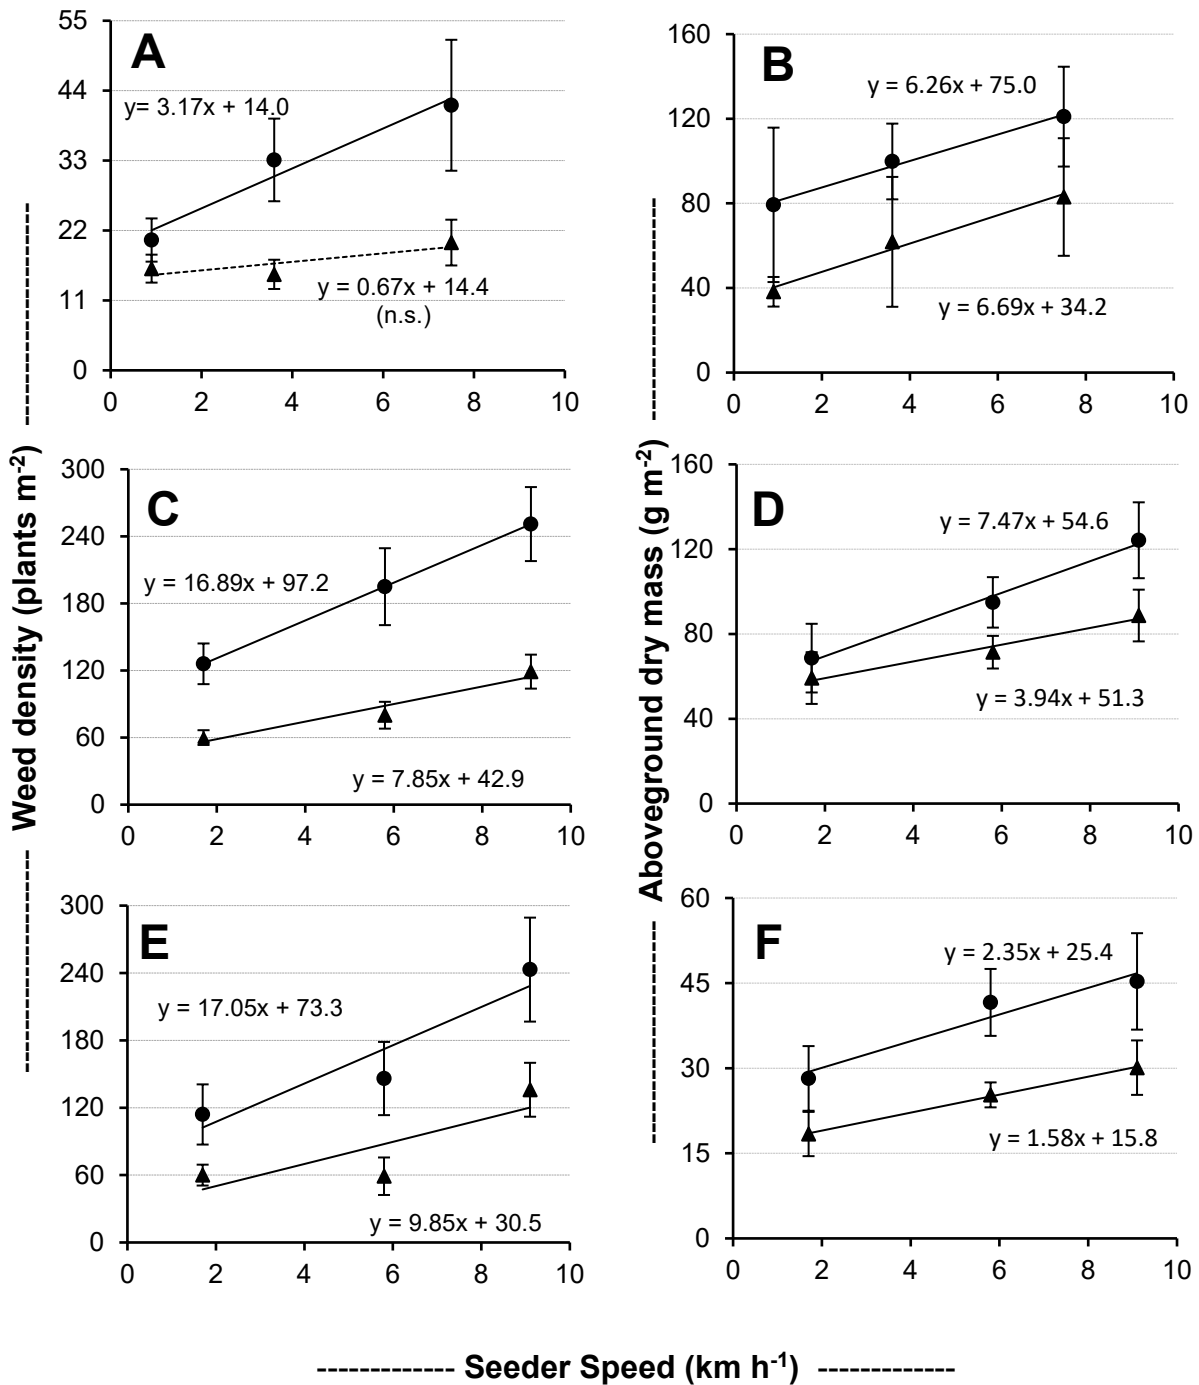 A
y= 3.17x + 14.0
y = 0.67x + 14.4
(n.s.)
55
44
33
22
11
0
0 2 4 6 8 10
B
y = 6.26x + 75.0
y = 6.69x + 34.2
160
120
80
40
0
0 2 4 6 8 10
C
y = 16.89x + 97.2
y = 7.85x + 42.9
300
240
180
120
60
0
0 2 4 6 8 10
D
y = 7.47x + 54.6
y = 3.94x + 51.3
160
120
80
40
0
0 2 4 6 8 10
E
y = 17.05x + 73.3
y = 9.85x + 30.5
300
240
180
120
60
0
0 2 4 6 8 10
F
y = 2.35x + 25.4
y = 1.58x + 15.8
60
45
30
15
0
0 2 4 6 8 10
Weed density (plants m⁻²)
Aboveground dry mass (g m⁻²)
Seeder Speed (km h⁻¹)